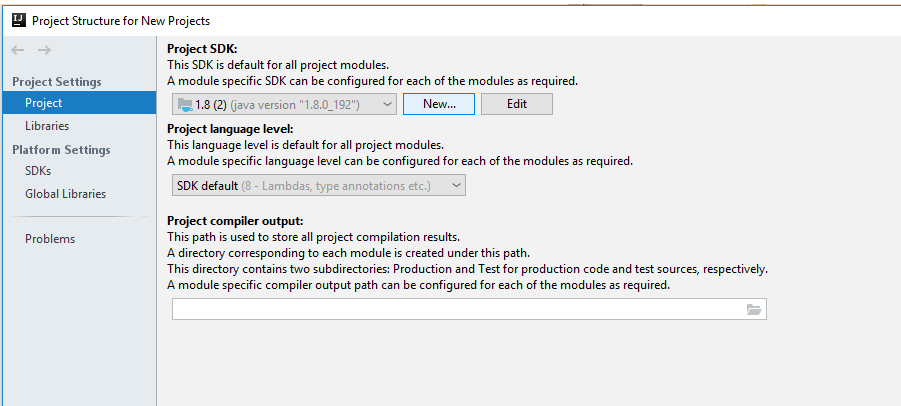 IJ
Project Structure for New Projects
Project Settings
Project
Libraries
Platform Settings
SDKs
Global Libraries
Problems
Project SDK:
This SDK is default for all project modules.
A module specific SDK can be configured for each of the modules as required.
1.8 (2) (java version "1.8.0_192") New... Edit
Project language level:
This language level is default for all project modules.
A module specific language level can be configured for each of the modules as required.
SDK default (8 - Lambdas, type annotations etc.)
Project compiler output:
This path is used to store all project compilation results.
A directory corresponding to each module is created under this path.
This directory contains two subdirectories: Production and Test for production code and test sources, respectively.
A module specific compiler output path can be configured for each of the modules as required.